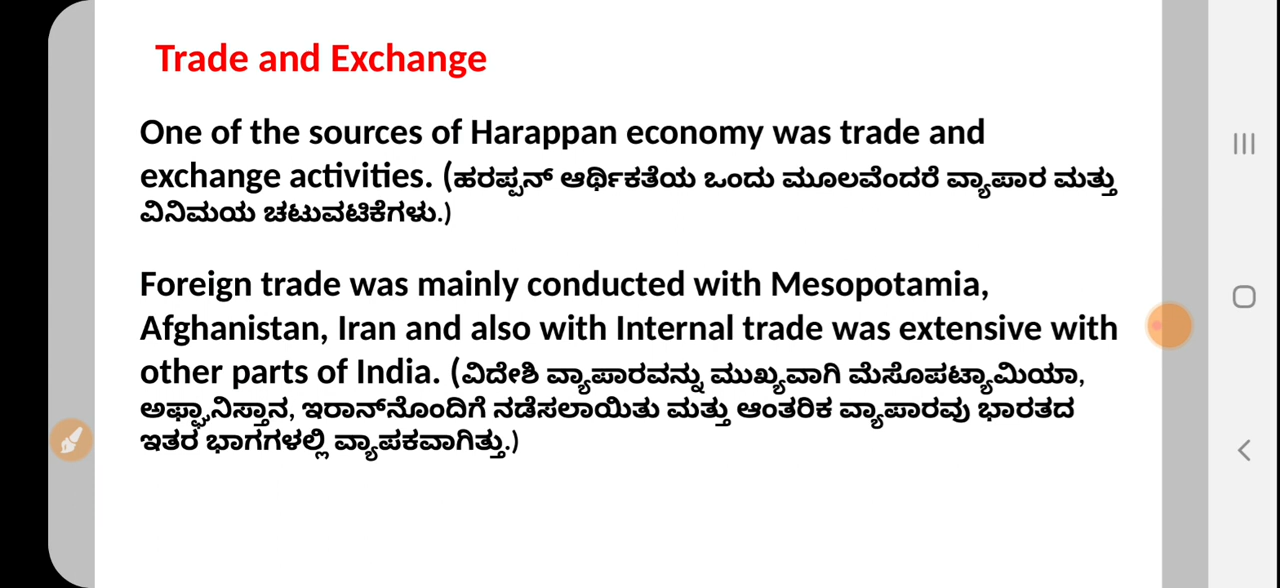 Trade and Exchange
One of the sources of Harappan economy was trade and
exchange activities. (ಹರಪ್ಪನ್ ಆರ್ಥಿಕತೆಯ ಒಂದು ಮೂಲವೆಂದರೆ ವ್ಯಾಪಾರ ಮತ್ತು
ವಿನಿಮಯ ಚಟುವಟಿಕೆಗಳು.)
Foreign trade was mainly conducted with Mesopotamia,
Afghanistan, Iran and also with Internal trade was extensive with
other parts of India. (ವಿದೇಶಿ ವ್ಯಾಪಾರವನ್ನು ಮುಖ್ಯವಾಗಿ ಮೆಸೊಪಟ್ಯಾಮಿಯಾ,
ಅಫ್ಘಾನಿಸ್ತಾನ, ಇರಾನ್‌ನೊಂದಿಗೆ ನಡೆಸಲಾಯಿತು ಮತ್ತು ಆಂತರಿಕ ವ್ಯಾಪಾರವು ಭಾರತದ
ಇತರ ಭಾಗಗಳಲ್ಲಿ ವ್ಯಾಪಕವಾಗಿತ್ತು.)